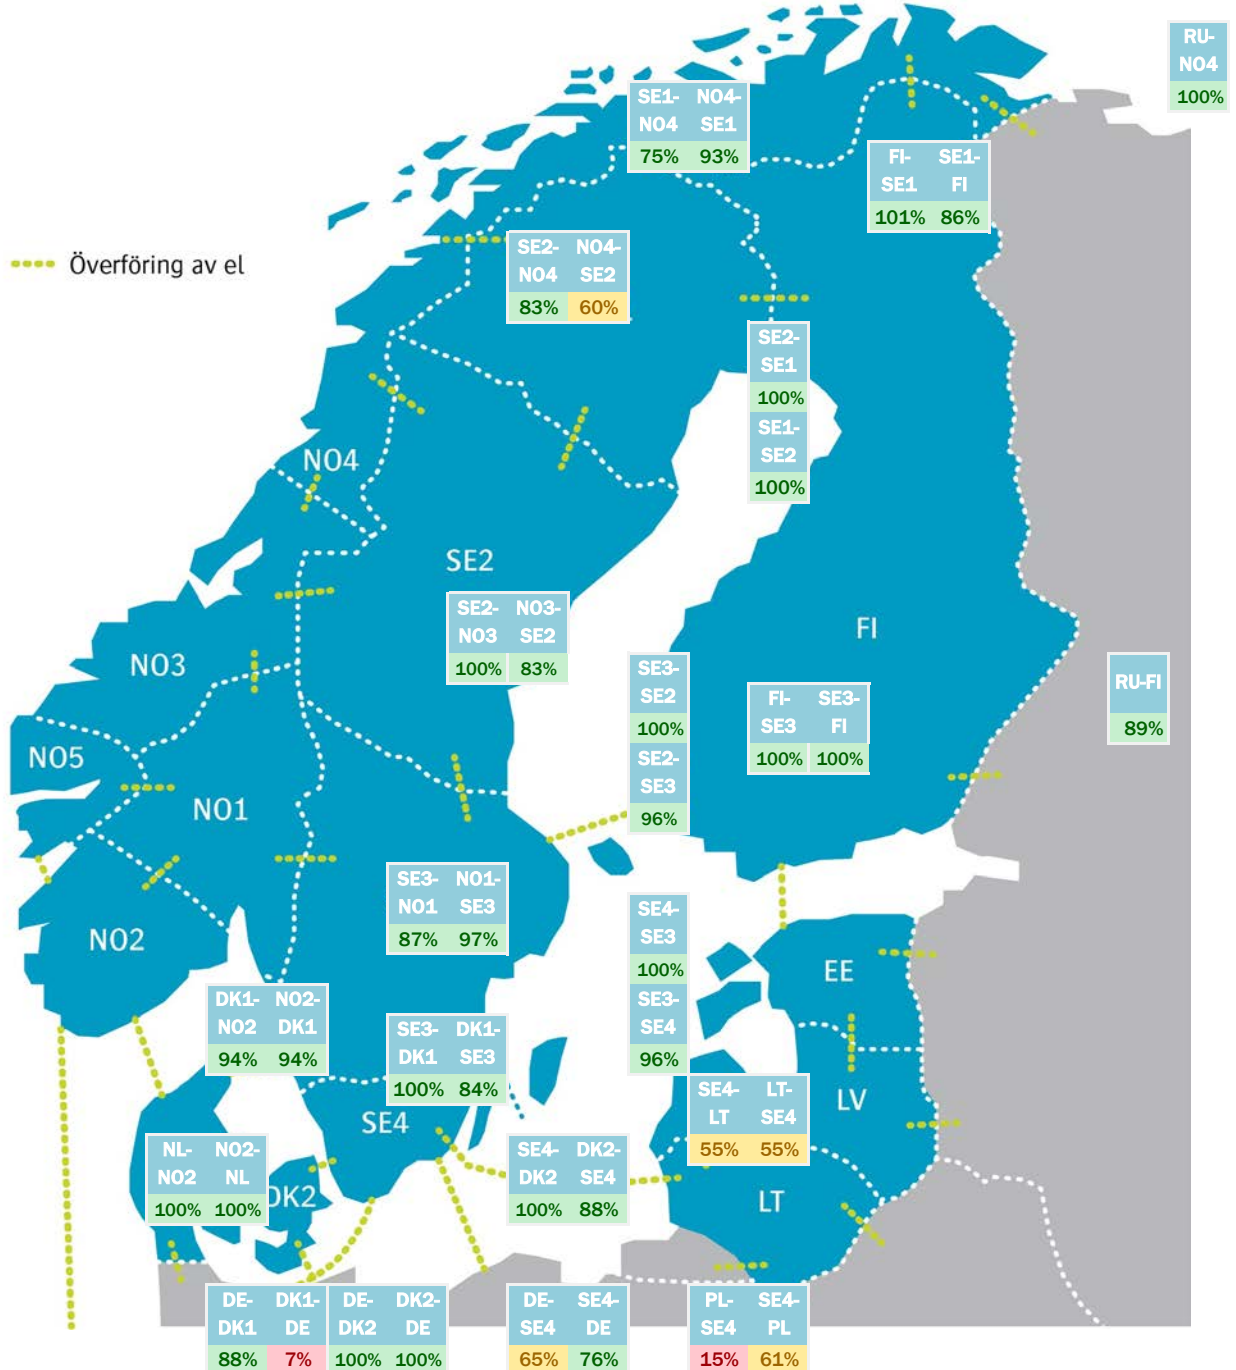 RU-
NO4
100%
SE1- NO4-
NO4 SE1
75% 93%
FI- SE1-
SE1 FI
101% 86%
Överföring av el
SE2- NO4-
NO4 SE2
83% 60%
SE2-
SE1
100%
SE1-
SE2
100%
NO4
SE2
SE2- NO3-
NO3 SE2
100% 83%
FI
NO3
SE3-
SE2
100%
SE2-
SE3
96%
FI- SE3-
SE3 FI
100% 100%
RU-FI
89%
NO5
NO1
SE3- NO1-
NO1 SE3
87% 97%
NO2
SE4-
SE3
100%
SE3-
SE4
96%
EE
DK1- NO2-
NO2 DK1
94% 94%
SE3- DK1-
DK1 SE3
100% 84%
SE4
SE4- LT-
LT SE4
55% 55%
LV
NL- NO2-
NO2 NL
100% 100%
DK2
SE4- DK2-
DK2 SE4
100% 88%
LT
DE- DK1- DE- DK2-
DK1 DE DK2 DE
88% 7% 100% 100%
DE- SE4-
SE4 DE
65% 76%
PL- SE4-
SE4 PL
15% 61%